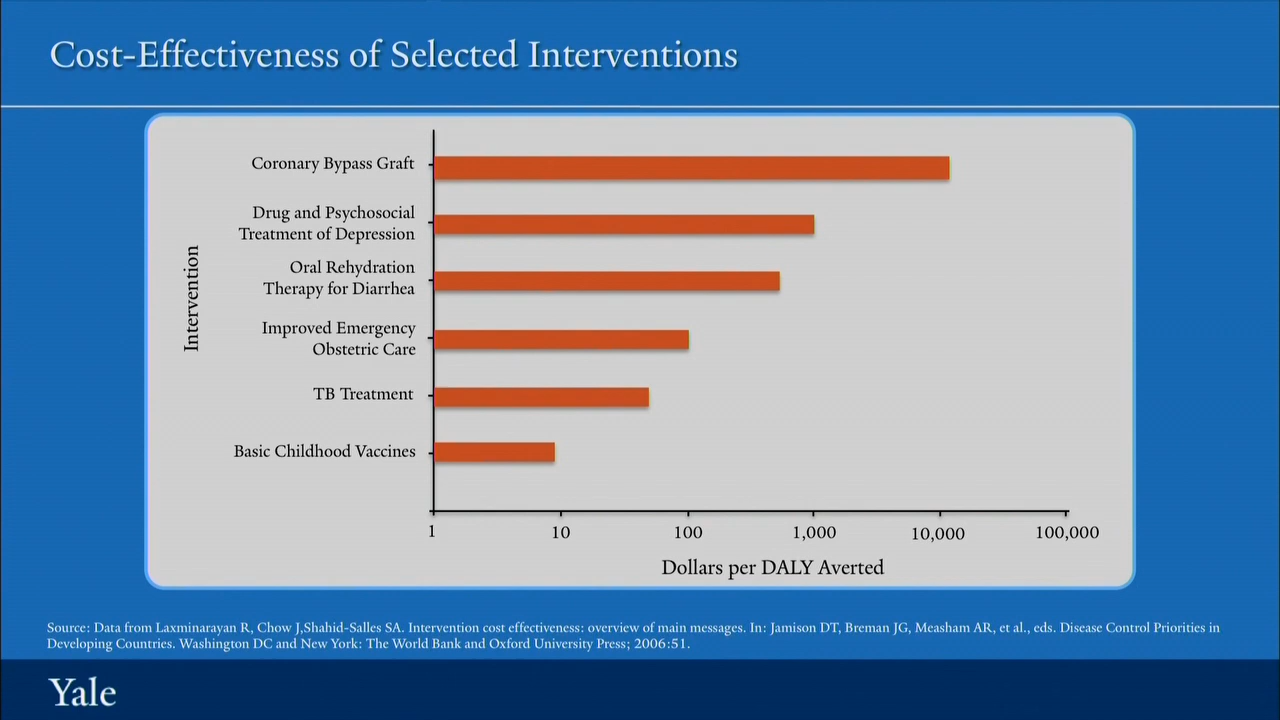 Cost-Effectiveness of Selected Interventions
Coronary Bypass Graft
Drug and Psychosocial
Treatment of Depression
Oral Rehydration
Therapy for Diarrhea
Improved Emergency
Obstetric Care
TB Treatment
Basic Childhood Vaccines
Intervention
1 10 100 1,000 10,000 100,000
Dollars per DALY Averted
Source: Data from Laxminarayan R, Chow J,Shahid-Salles SA. Intervention cost effectiveness: overview of main messages. In: Jamison DT, Breman JG, Measham AR, et al., eds. Disease Control Priorities in
Developing Countries. Washington DC and New York: The World Bank and Oxford University Press; 2006:51.
Yale